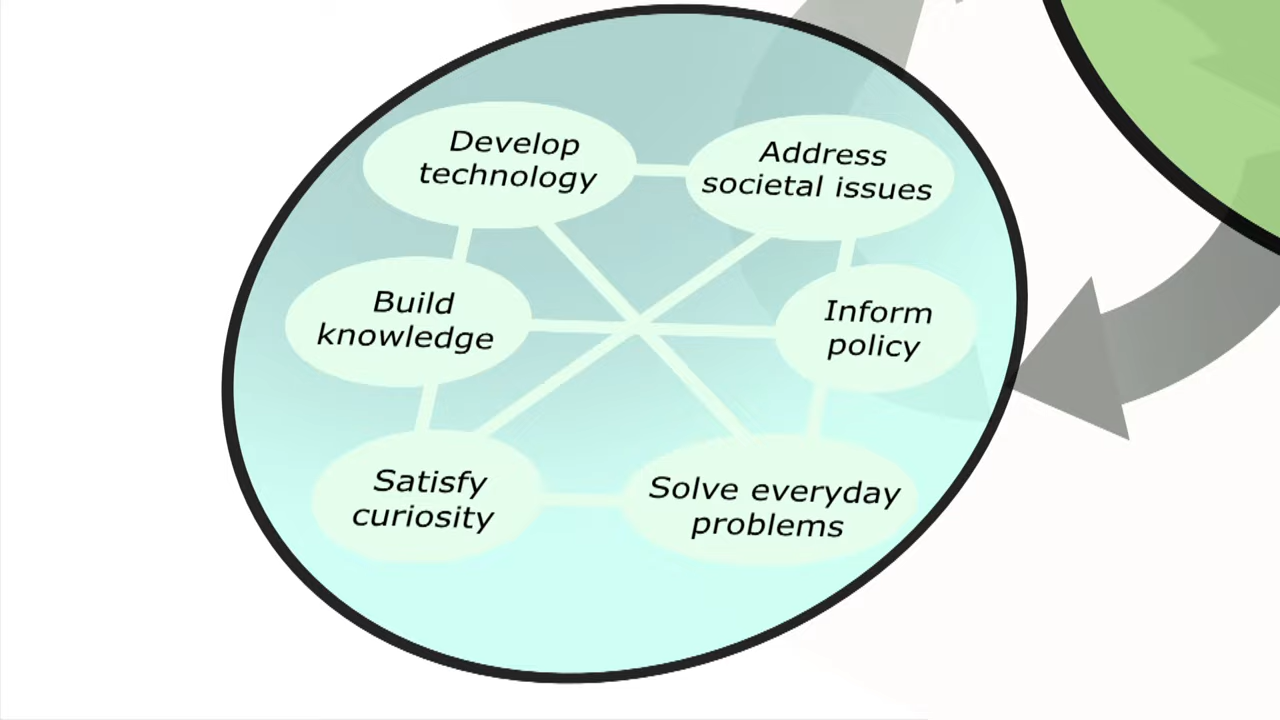 Develop
technology
Address
societal issues
Build
knowledge
Inform
policy
Satisfy
curiosity
Solve everyday
problems